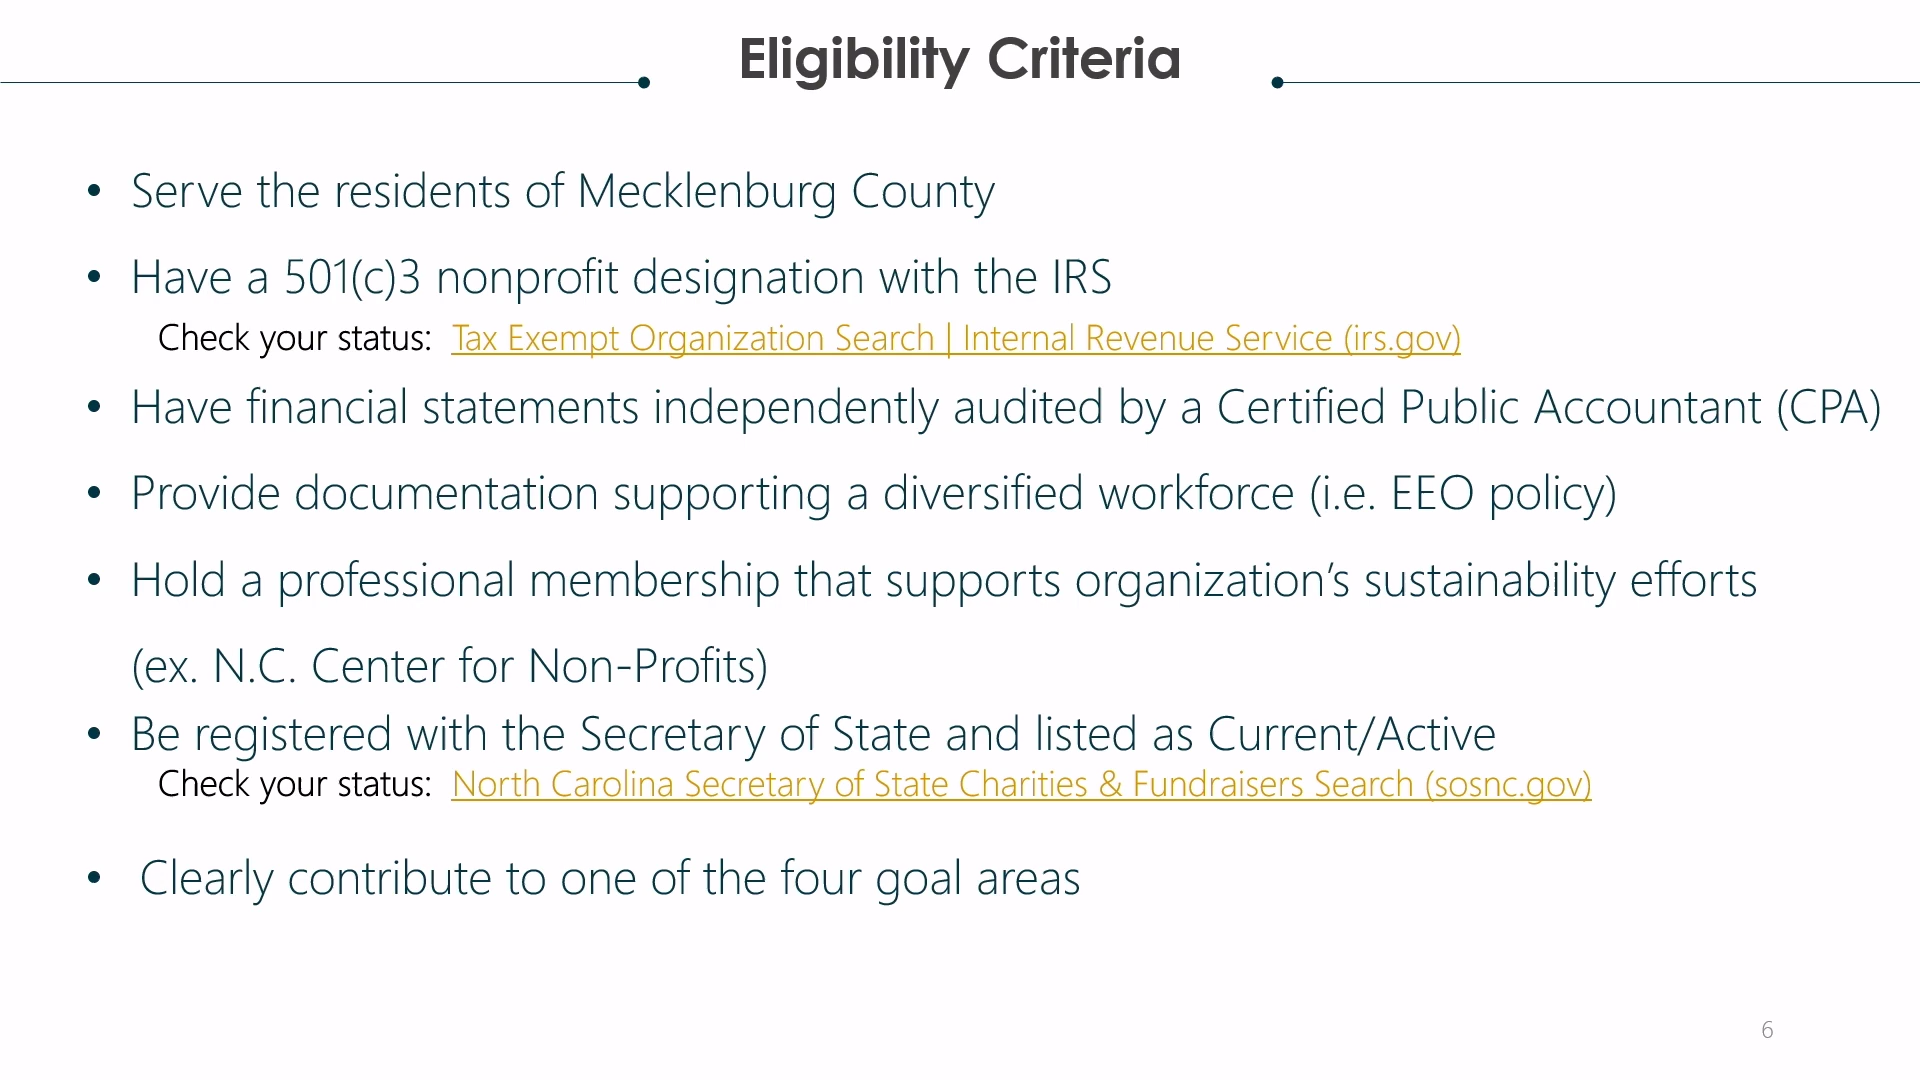 Eligibility Criteria
• Serve the residents of Mecklenburg County
• Have a 501(c)3 nonprofit designation with the IRS
Check your status: Tax Exempt Organization Search | Internal Revenue Service (irs.gov)
• Have financial statements independently audited by a Certified Public Accountant (CPA)
• Provide documentation supporting a diversified workforce (i.e. EEO policy)
• Hold a professional membership that supports organization’s sustainability efforts
(ex. N.C. Center for Non-Profits)
• Be registered with the Secretary of State and listed as Current/Active
Check your status: North Carolina Secretary of State Charities & Fundraisers Search (sosnc.gov)
• Clearly contribute to one of the four goal areas
6